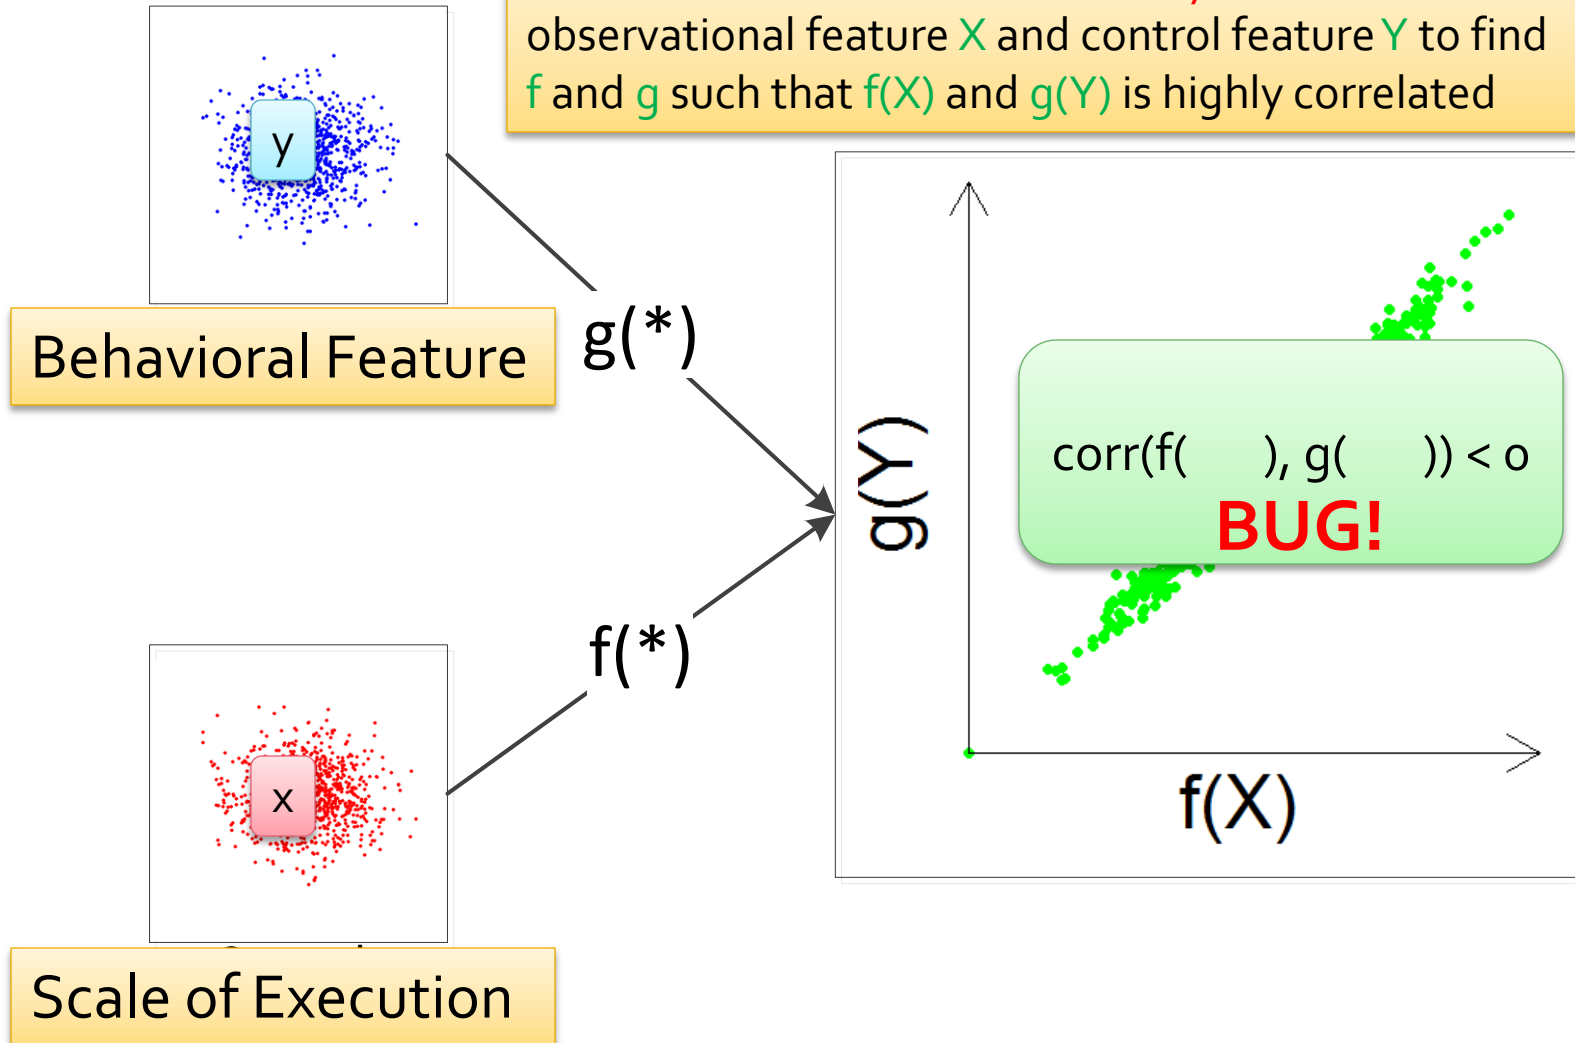 observational feature X and control feature Y to find
f and g such that f(X) and g(Y) is highly correlated
y
Behavioral Feature
g(*)
g(Y)
corr(f( ), g( )) < 0
BUG!
f(*)
x
f(X)
Scale of Execution